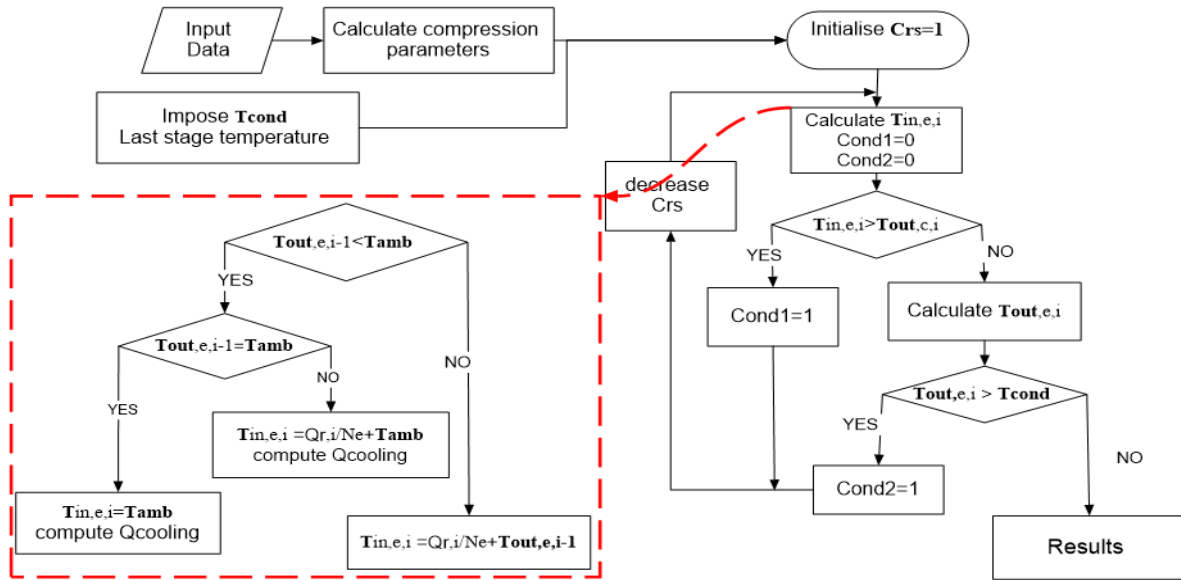 Input
Data
Calculate compression
parameters
Initialise Crs=1
Impose Tcond
Last stage temperature
Calculate Tin,e,i
Cond1=0
Cond2=0
decrease
Crs
Tin,e,i>Tout,c,i
YES
NO
Cond1=1
Calculate Tout,e,i
Tout,e,i > Tcond
YES
NO
Cond2=1
Results
Tout,e,i-1<Tamb
YES
NO
Tout,e,i-1=Tamb
YES
NO
Tin,e,i =Qr,i/Ne+Tamb
compute Qcooling
Tin,e,i=Tamb
compute Qcooling
Tin,e,i =Qr,i/Ne+Tout,e,i-1